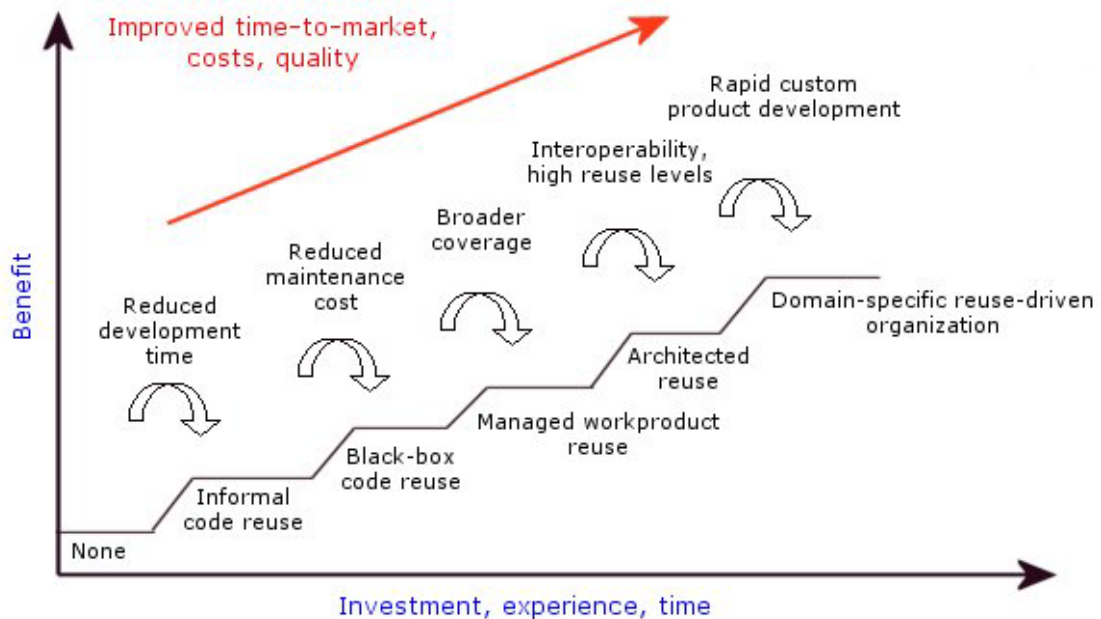 Improved time-to-market,
costs, quality
Rapid custom
product development
Interoperability,
high reuse levels
Broader
coverage
Reduced
maintenance
cost
Reduced
development
time
Benefit
Domain-specific reuse-driven
organization
Architected
reuse
Managed workproduct
reuse
Black-box
code reuse
Informal
code reuse
None
Investment, experience, time